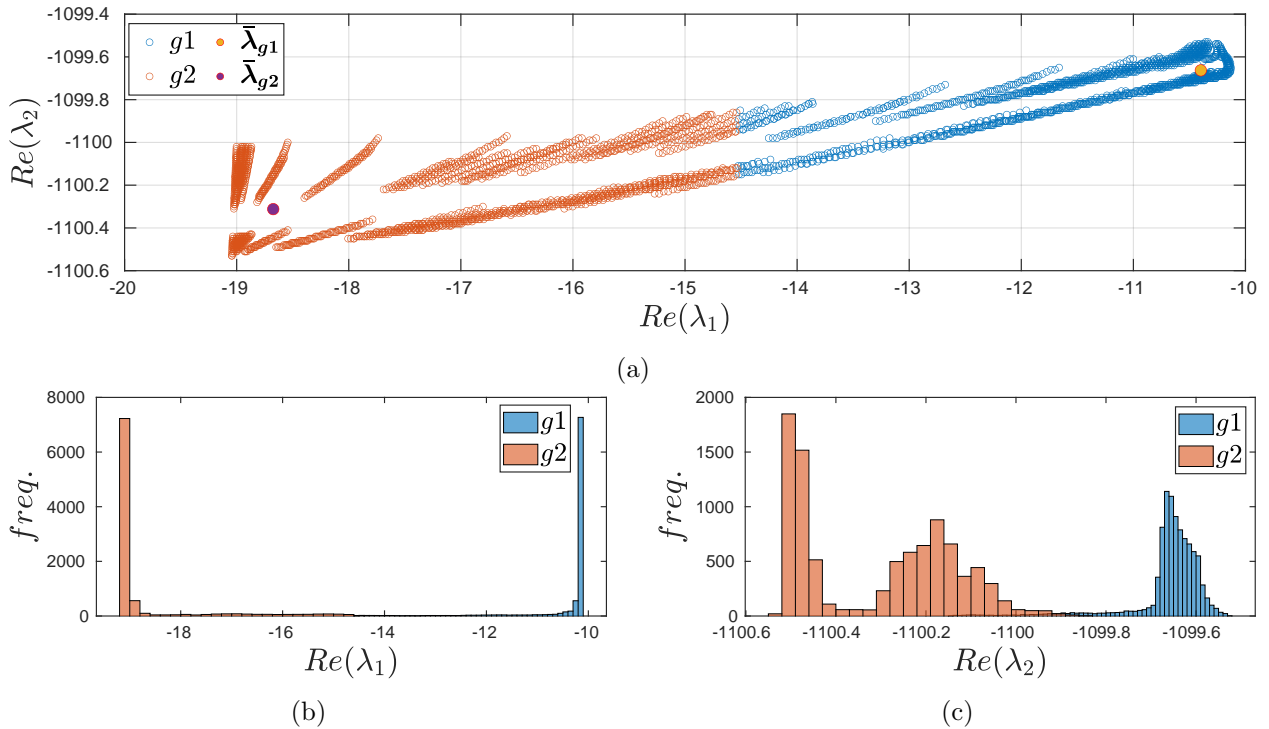 -1099.4
-1099.6
-1099.8
-1100
-1100.2
-1100.4
-1100.6
Re(λ₂)
g1 λ̄g1
g2 λ̄g2
-20 -19 -18 -17 -16 -15 -14 -13 -12 -11 -10
Re(λ₁)
(a)
8000
6000
4000
2000
0
freq.
g1
g2
-18 -16 -14 -12 -10
Re(λ₁)
(b)
2000
1500
1000
500
0
freq.
g1
g2
-1100.6 -1100.4 -1100.2 -1100 -1099.8 -1099.6
Re(λ₂)
(c)